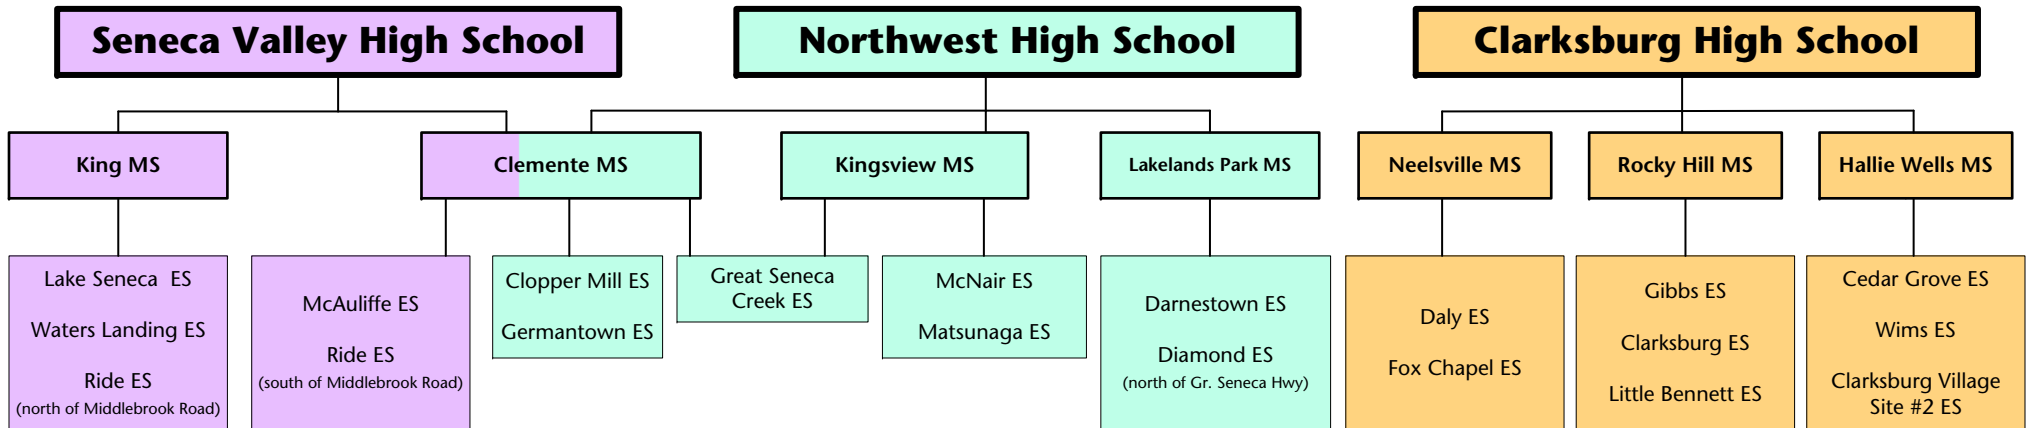 Seneca Valley High School
Northwest High School
Clarksburg High School
King MS
Clemente MS
Kingsview MS
Lakelands Park MS
Neelsville MS
Rocky Hill MS
Hallie Wells MS
Lake Seneca ES
Waters Landing ES
Ride ES
(north of Middlebrook Road)
McAuliffe ES
Ride ES
(south of Middlebrook Road)
Clopper Mill ES
Germantown ES
Great Seneca
Creek ES
McNair ES
Matsunaga ES
Darnestown ES
Diamond ES
(north of Gr. Seneca Hwy)
Daly ES
Fox Chapel ES
Gibbs ES
Clarksburg ES
Little Bennett ES
Cedar Grove ES
Wims ES
Clarksburg Village
Site #2 ES